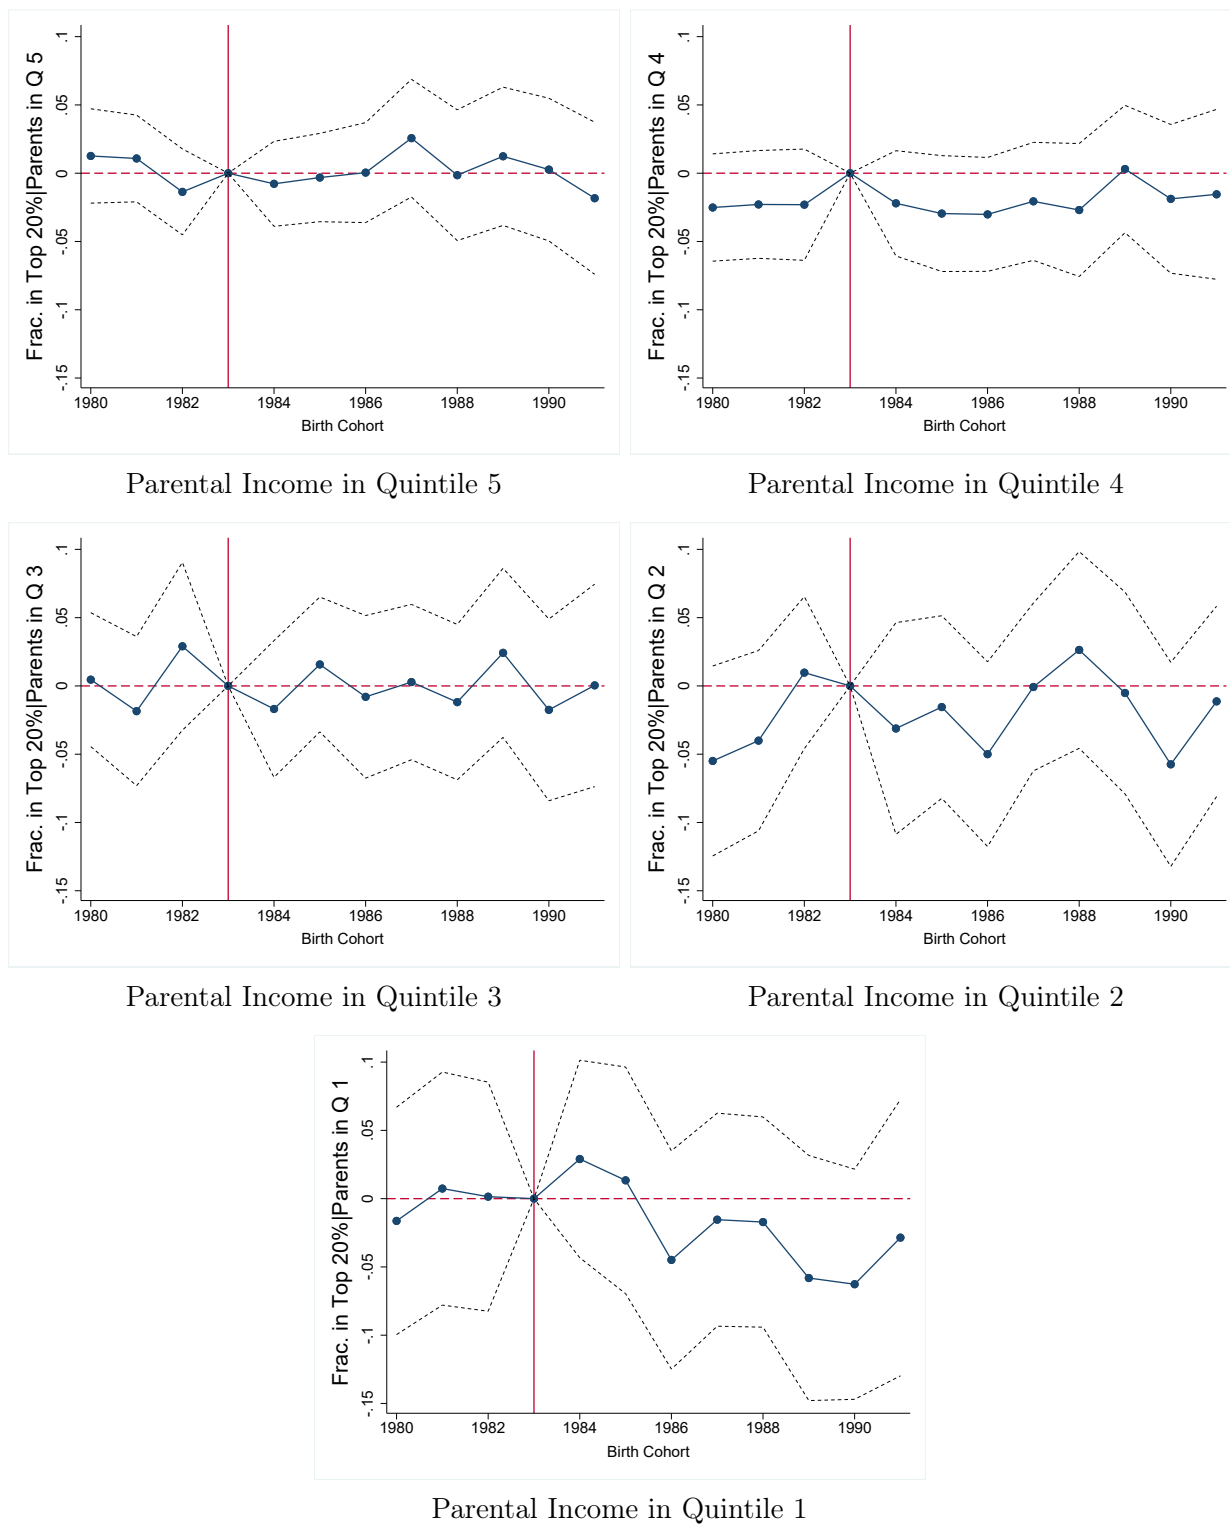 Frac. in Top 20%|Parents in Q 5
.1
.05
0
-.05
-.1
-.15
1980 1982 1984 1986 1988 1990
Birth Cohort
Parental Income in Quintile 5
Frac. in Top 20%|Parents in Q 4
.1
.05
0
-.05
-.1
-.15
1980 1982 1984 1986 1988 1990
Birth Cohort
Parental Income in Quintile 4
Frac. in Top 20%|Parents in Q 3
.1
.05
0
-.05
-.1
-.15
1980 1982 1984 1986 1988 1990
Birth Cohort
Parental Income in Quintile 3
Frac. in Top 20%|Parents in Q 2
.1
.05
0
-.05
-.1
-.15
1980 1982 1984 1986 1988 1990
Birth Cohort
Parental Income in Quintile 2
Frac. in Top 20%|Parents in Q 1
.1
.05
0
-.05
-.1
-.15
1980 1982 1984 1986 1988 1990
Birth Cohort
Parental Income in Quintile 1